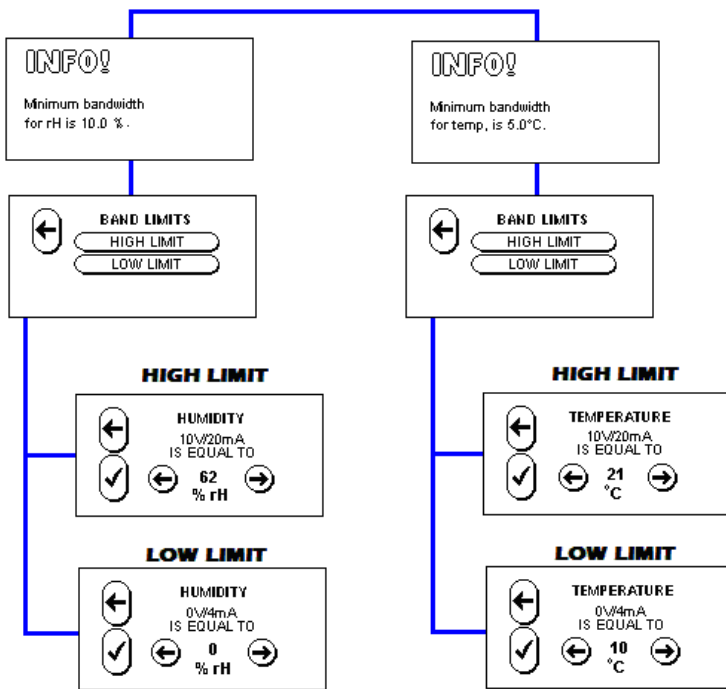 INFO!
Minimum bandwidth
for rH is 10.0 %.
BAND LIMITS
HIGH LIMIT
LOW LIMIT
HIGH LIMIT
HUMIDITY
10V/20mA
IS EQUAL TO
62
% rH
LOW LIMIT
HUMIDITY
0V/4mA
IS EQUAL TO
0
% rH
INFO!
Minimum bandwidth
for temp, is 5.0°C.
BAND LIMITS
HIGH LIMIT
LOW LIMIT
HIGH LIMIT
TEMPERATURE
10V/20mA
IS EQUAL TO
21
°C
LOW LIMIT
TEMPERATURE
0V/4mA
IS EQUAL TO
10
°C